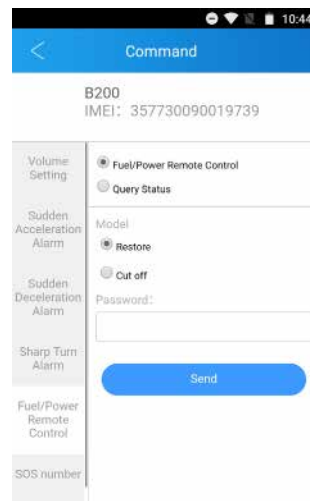 10:44
Command
B200
IMEI: 357730090019739
Volume
Setting
Sudden
Acceleration
Alarm
Sudden
Deceleration
Alarm
Sharp Turn
Alarm
Fuel/Power
Remote
Control
SOS number
Fuel/Power Remote Control
Query Status
Model
Restore
Cut off
Password:
Send